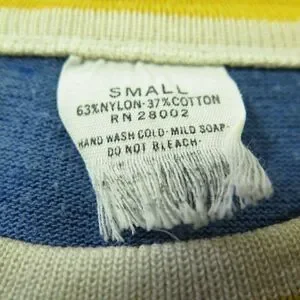 SMALL
63%NYLON·37%COTTON
RN 28002
HAND WASH COLD·MILD SOAP
DO NOT BLEACH·